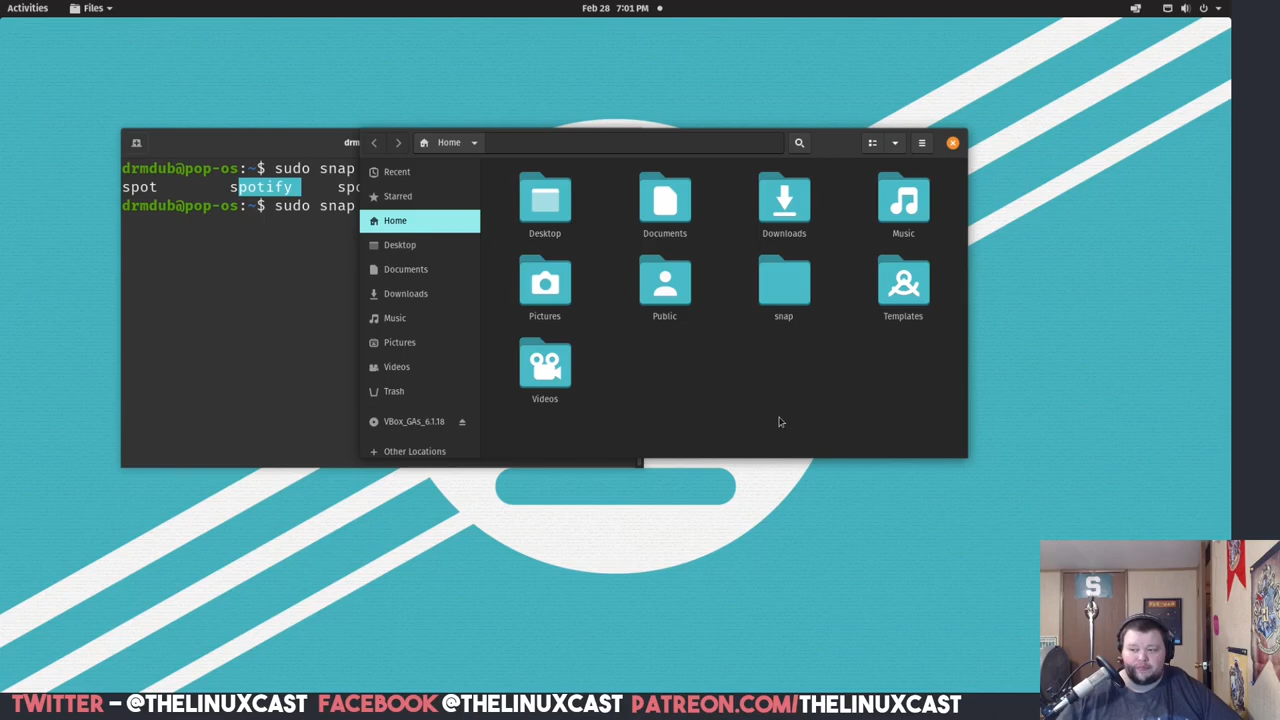 Activities
Files
Feb 28 7:01 PM
drm
Home
drmdub@pop-os:~$ sudo snap
spot spotify spo
drmdub@pop-os:~$ sudo snap
Recent
Starred
Home
Desktop
Documents
Downloads
Music
Pictures
Videos
Trash
VBox_GAs_6.1.18
Other Locations
Desktop
Documents
Downloads
Music
Pictures
Public
snap
Templates
Videos
S
TWITTER – @THELINUXCAST FACEBOOK @THELINUXCAST PATREON.COM/THELINUXCAST